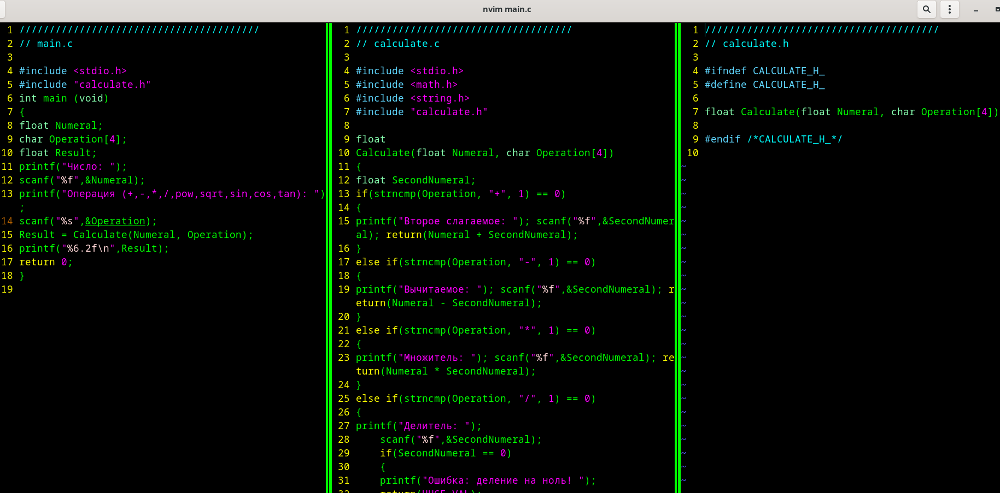 nvim main.c
1 ////////////////////////////////////////
2 // main.c
3
4 #include <stdio.h>
5 #include "calculate.h"
6 int main (void)
7 {
8 float Numeral;
9 char Operation[4];
10 float Result;
11 printf("Число: ");
12 scanf("%f",&Numeral);
13 printf("Операция (+,-,*,/,pow,sqrt,sin,cos,tan): ")
;
14 scanf("%s",&Operation);
15 Result = Calculate(Numeral, Operation);
16 printf("%6.2f\n",Result);
17 return 0;
18 }
19
1 ////////////////////////////////////
2 // calculate.c
3
4 #include <stdio.h>
5 #include <math.h>
6 #include <string.h>
7 #include "calculate.h"
8
9 float
10 Calculate(float Numeral, char Operation[4])
11 {
12 float SecondNumeral;
13 if(strncmp(Operation, "+", 1) == 0)
14 {
15 printf("Второе слагаемое: "); scanf("%f",&SecondNumer
al); return(Numeral + SecondNumeral);
16 }
17 else if(strncmp(Operation, "-", 1) == 0)
18 {
19 printf("Вычитаемое: "); scanf("%f",&SecondNumeral); r
eturn(Numeral - SecondNumeral);
20 }
21 else if(strncmp(Operation, "*", 1) == 0)
22 {
23 printf("Множитель: "); scanf("%f",&SecondNumeral); re
turn(Numeral * SecondNumeral);
24 }
25 else if(strncmp(Operation, "/", 1) == 0)
26 {
27 printf("Делитель: ");
28 scanf("%f",&SecondNumeral);
29 if(SecondNumeral == 0)
30 {
31 printf("Ошибка: деление на ноль! ");
32 return(HUGE_VAL);
1 ///////////////////////////////////////
2 // calculate.h
3
4 #ifndef CALCULATE_H_
5 #define CALCULATE_H_
6
7 float Calculate(float Numeral, char Operation[4])
8
9 #endif /*CALCULATE_H_*/
10